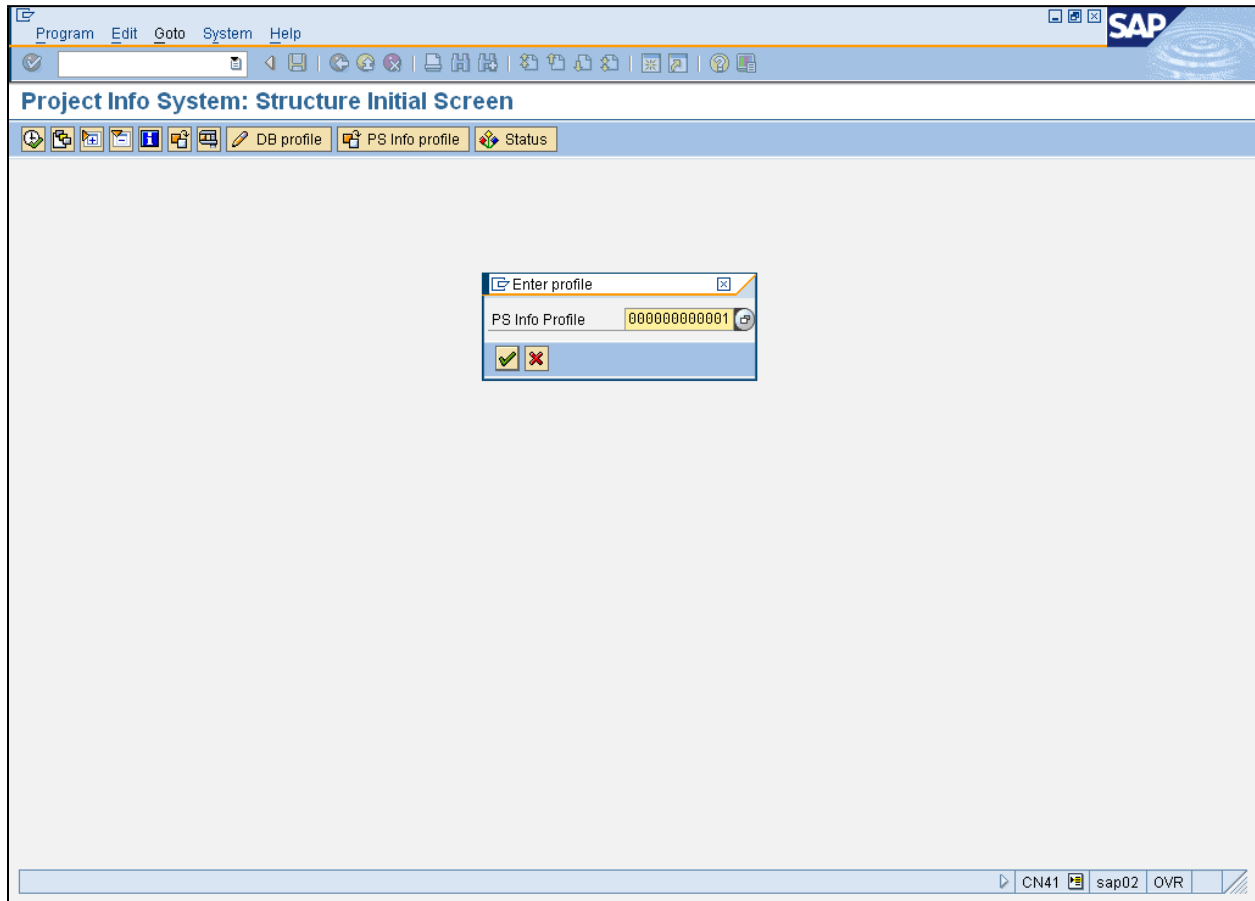 SAP
Program Edit Goto System Help
Project Info System: Structure Initial Screen
DB profile PS Info profile Status
Enter profile
PS Info Profile 000000000001
CN41 sap02 OVR